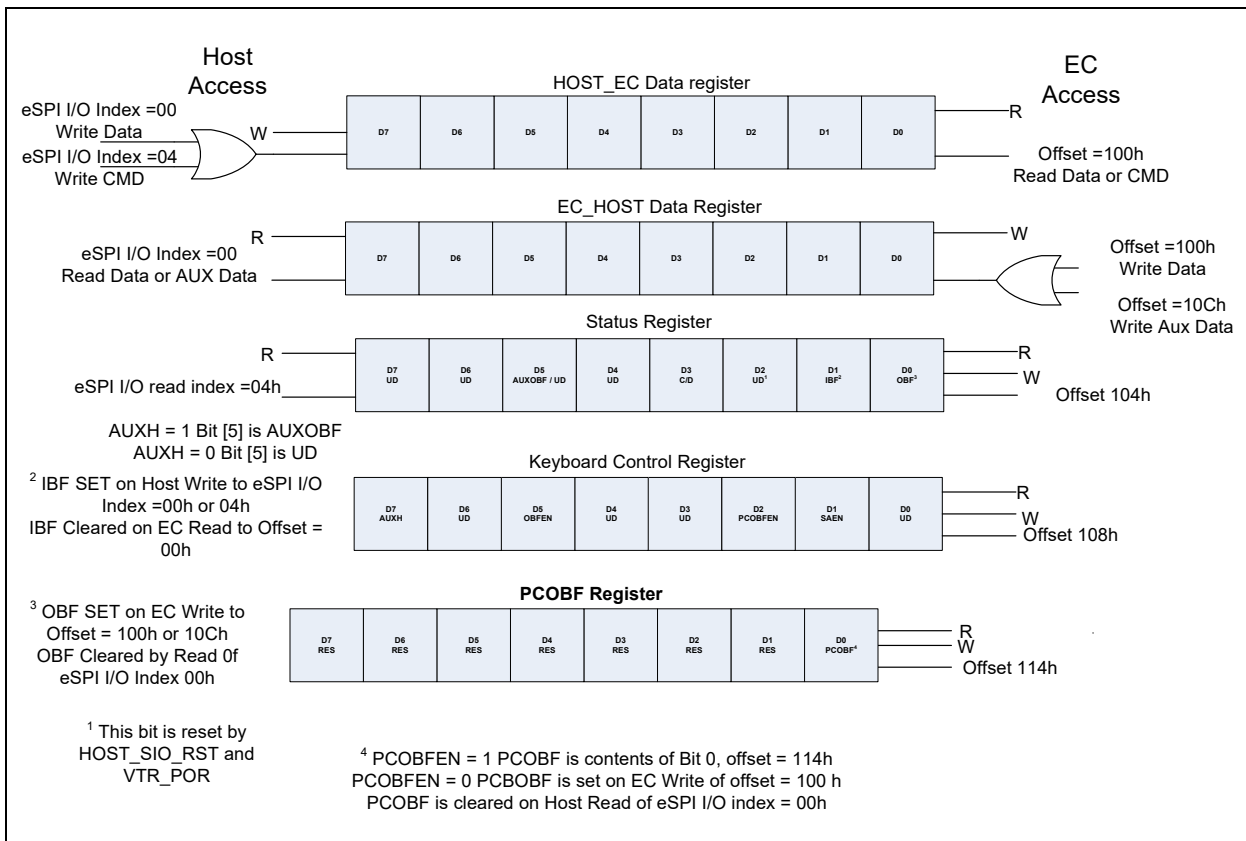 Host
Access
EC
Access
HOST_EC Data register
eSPI I/O Index =00
Write Data
eSPI I/O Index =04
Write CMD
W
D7 D6 D5 D4 D3 D2 D1 D0
R
Offset =100h
Read Data or CMD
EC_HOST Data Register
R
eSPI I/O Index =00
Read Data or AUX Data
D7 D6 D5 D4 D3 D2 D1 D0
W
Offset =100h
Write Data
Offset =10Ch
Write Aux Data
Status Register
R
eSPI I/O read index =04h
D7 D6 D5 D4 D3 D2 D1 D0
UD UD AUXOBF / UD UD C/D UD¹ IBF² OBF³
R
W
Offset 104h
AUXH = 1 Bit [5] is AUXOBF
AUXH = 0 Bit [5] is UD
Keyboard Control Register
² IBF SET on Host Write to eSPI I/O
Index =00h or 04h
IBF Cleared on EC Read to Offset =
00h
D7 D6 D5 D4 D3 D2 D1 D0
AUXH UD OBFEN UD UD PCOBFEN SAEN UD
R
W
Offset 108h
PCOBF Register
³ OBF SET on EC Write to
Offset = 100h or 10Ch
OBF Cleared by Read 0f
eSPI I/O Index 00h
D7 D6 D5 D4 D3 D2 D1 D0
RES RES RES RES RES RES RES PCOBF⁴
R
W
Offset 114h
¹ This bit is reset by
HOST_SIO_RST and
VTR_POR
⁴ PCOBFEN = 1 PCOBF is contents of Bit 0, offset = 114h
PCOBFEN = 0 PCBOBF is set on EC Write of offset = 100 h
PCOBF is cleared on Host Read of eSPI I/O index = 00h